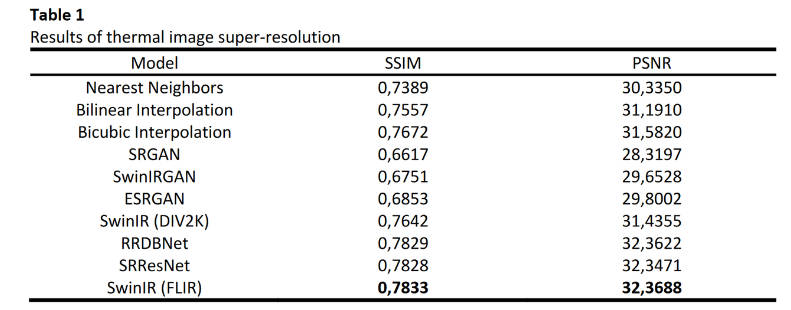 Table 1
Results of thermal image super-resolution
Model SSIM PSNR
Nearest Neighbors 0,7389 30,3350
Bilinear Interpolation 0,7557 31,1910
Bicubic Interpolation 0,7672 31,5820
SRGAN 0,6617 28,3197
SwinIRGAN 0,6751 29,6528
ESRGAN 0,6853 29,8002
SwinIR (DIV2K) 0,7642 31,4355
RRDBNet 0,7829 32,3622
SRResNet 0,7828 32,3471
SwinIR (FLIR) 0,7833 32,3688